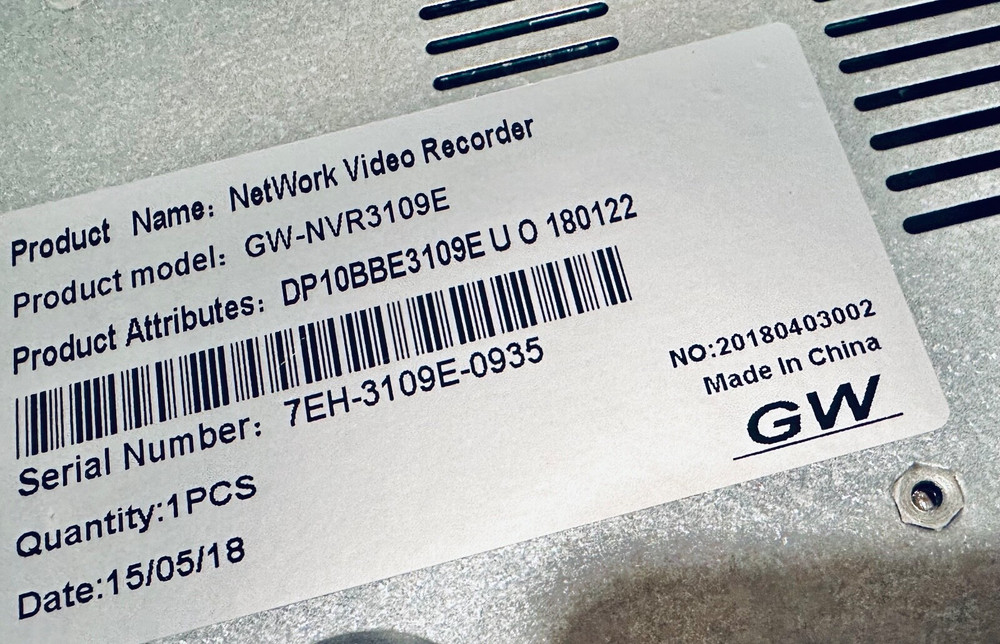 Product Name: NetWork Video Recorder
Product model: GW-NVR3109E
Product Attributes: DP10BBE3109E U O 180122
Serial Number: 7EH-3109E-0935
Quantity:1PCS
Date:15/05/18
NO:20180403002
Made In China
GW